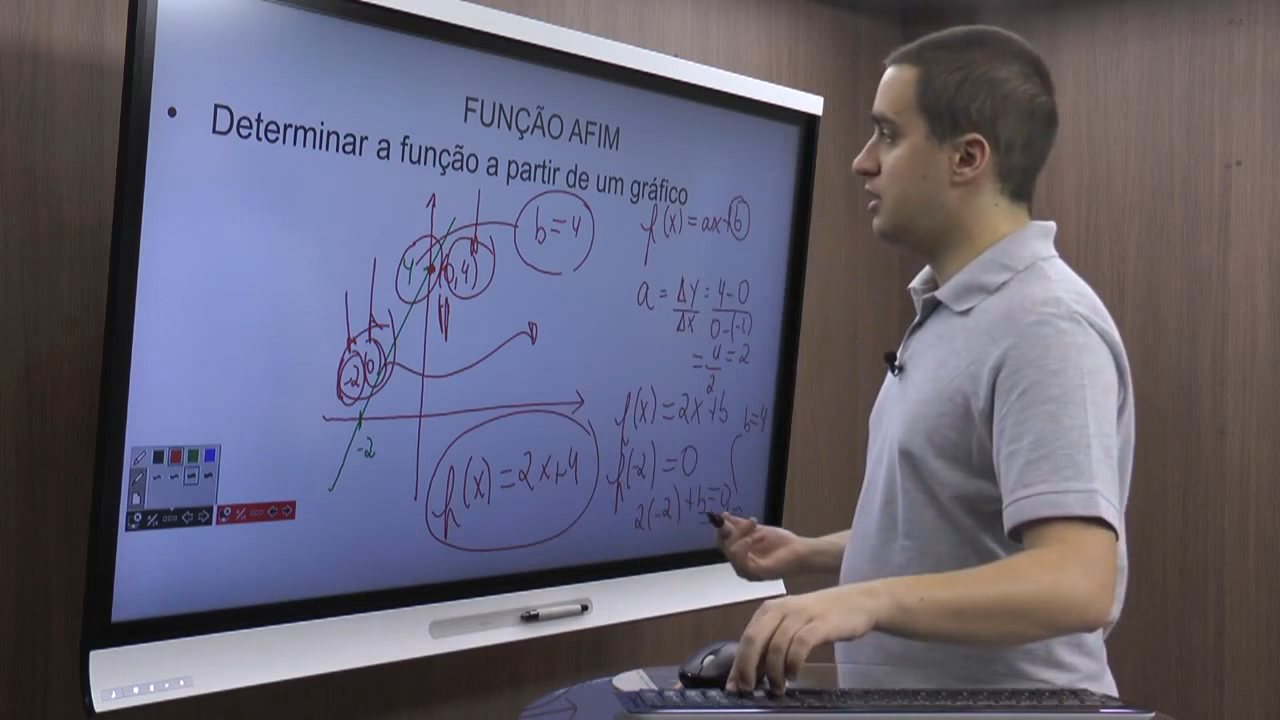 FUNÇÃO AFIM
• Determinar a função a partir de um gráfico
f(x) = ax+b
b=4
4
(0,4)
a = Δy/Δx = 4-0/0-(-2)
= 4/2 = 2
(-2,0)
f(x) = 2x+b
b=4
-2
f(x) = 2x+4
f(-2) = 0
2(-2)+b=0